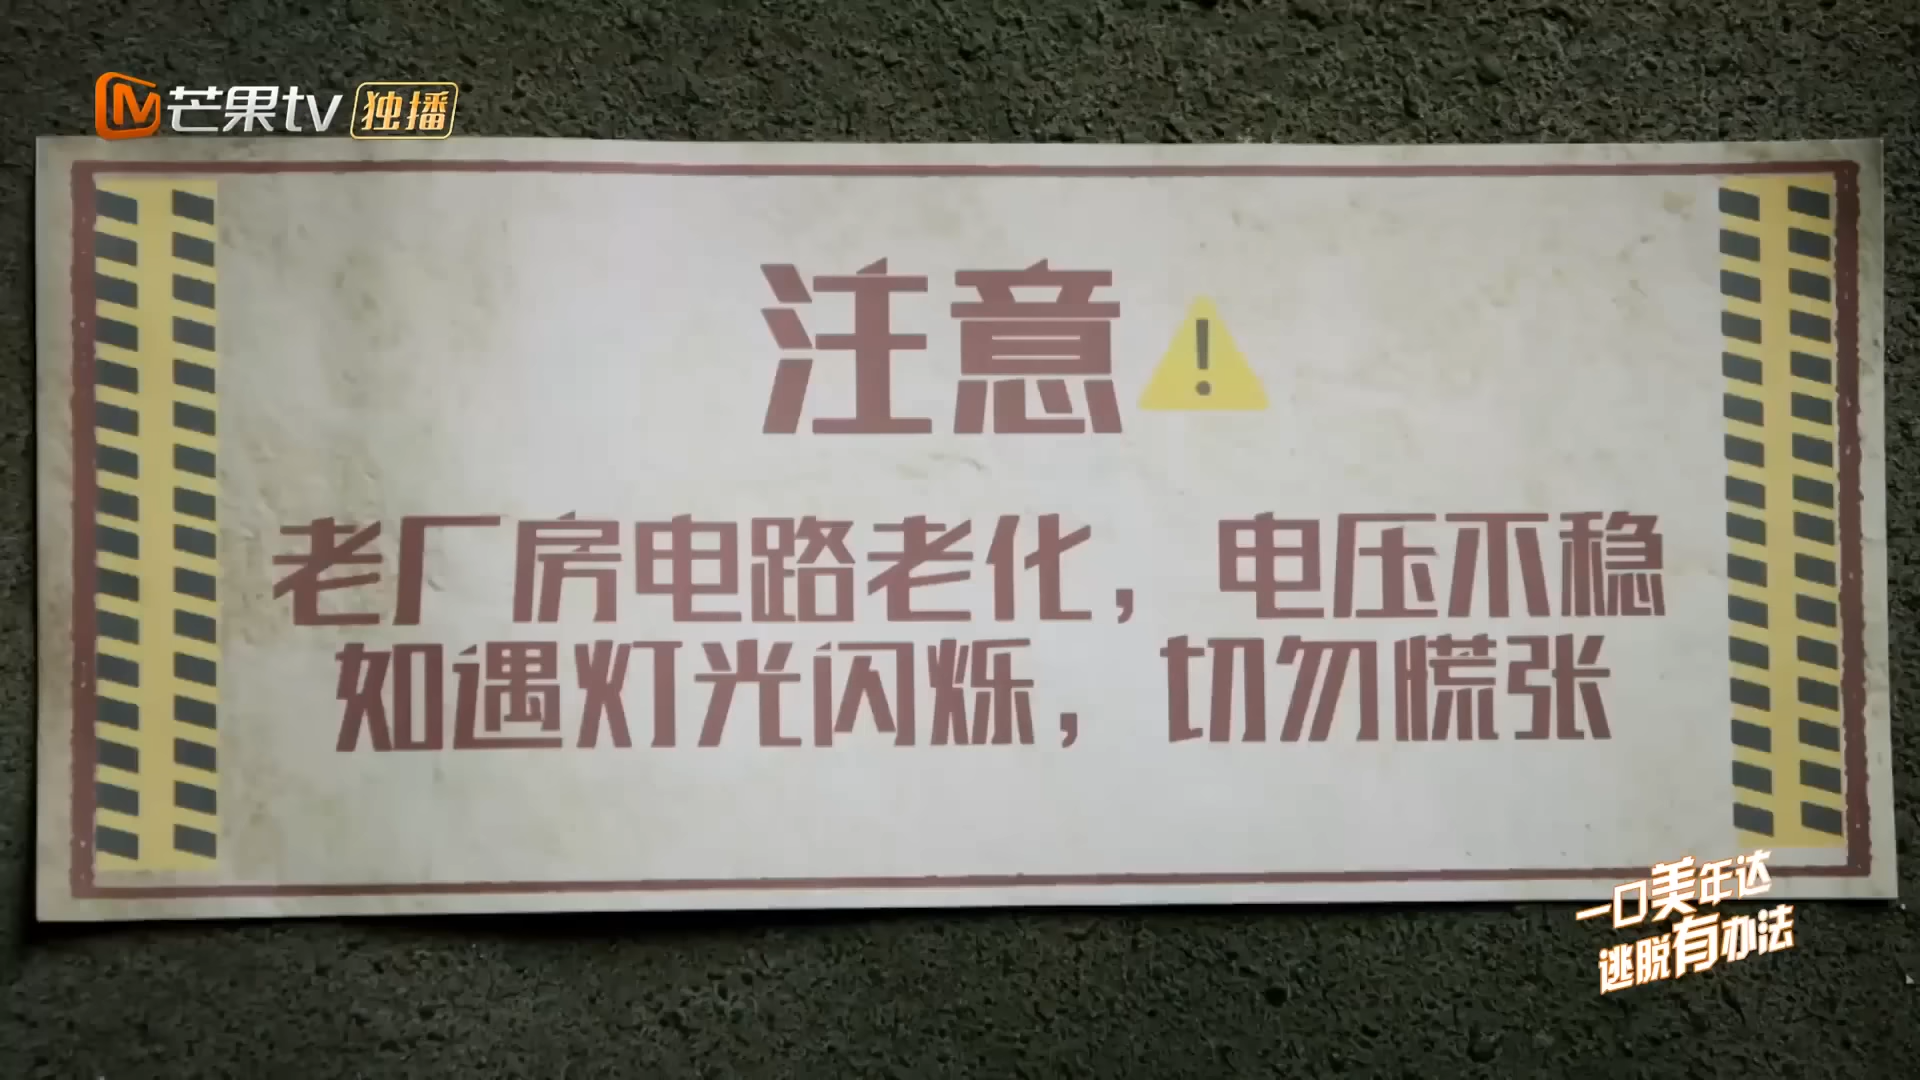 芒果tv 独播
注意
老厂房电路老化，电压不稳
如遇灯光闪烁，切勿慌张
一口美年达
逃脱有办法